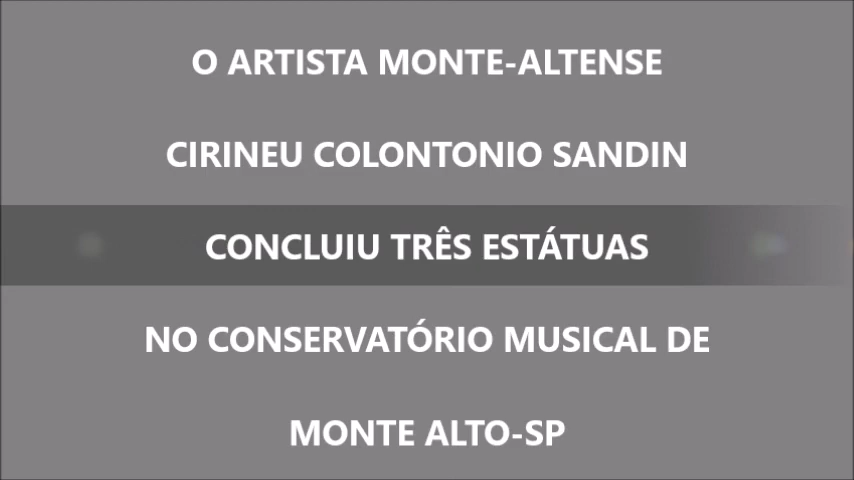 O ARTISTA MONTE-ALTENSE
CIRINEU COLONTONIO SANDIN
CONCLUIU TRÊS ESTÁTUAS
NO CONSERVATÓRIO MUSICAL DE
MONTE ALTO-SP